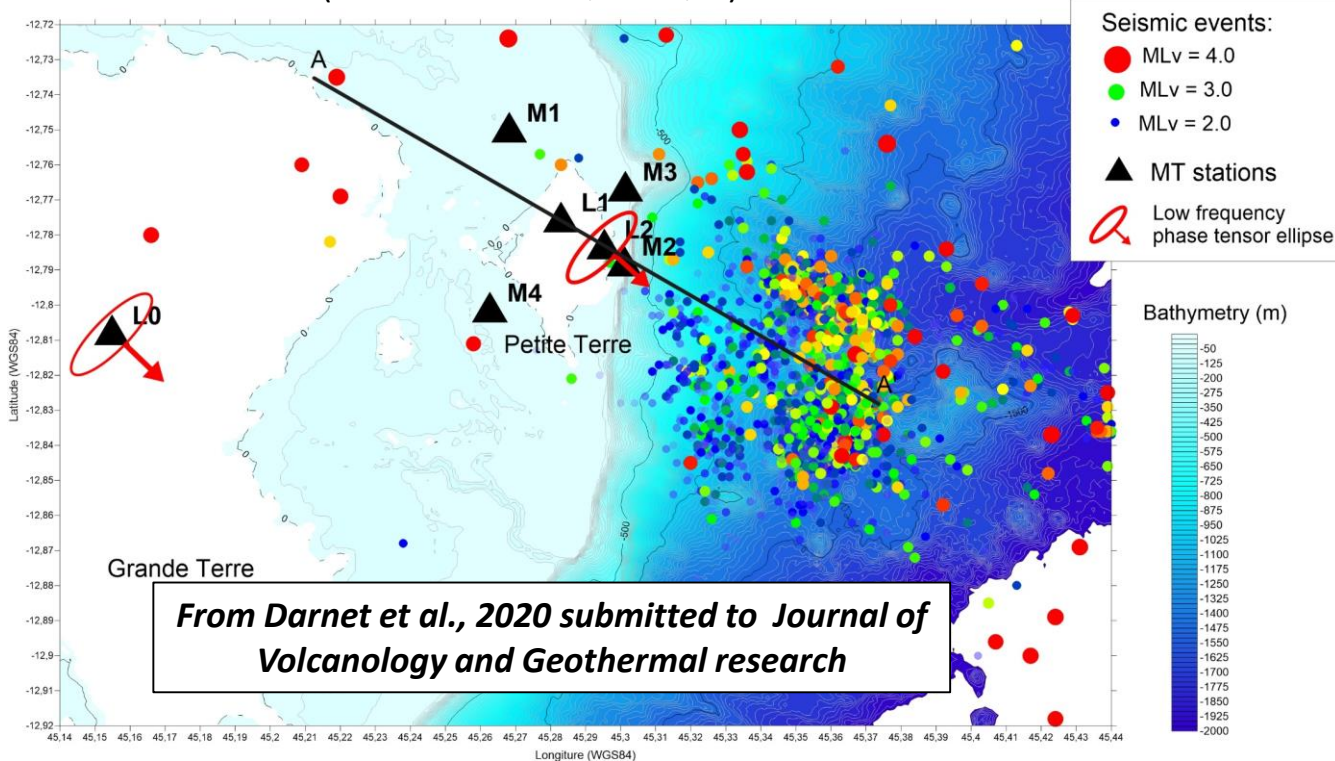 Seismic events:
MLv = 4.0
MLv = 3.0
MLv = 2.0
MT stations
Low frequency
phase tensor ellipse
Bathymetry (m)
-50
-125
-200
-275
-350
-425
-500
-575
-650
-725
-800
-875
-950
-1025
-1100
-1175
-1250
-1325
-1400
-1475
-1550
-1625
-1700
-1775
-1850
-1925
-2000
Latitude (WGS84)
-12,72
-12,73
-12,74
-12,75
-12,76
-12,77
-12,78
-12,79
-12,8
-12,81
-12,82
-12,83
-12,84
-12,85
-12,86
-12,87
-12,88
-12,89
-12,9
-12,91
-12,92
A
M1
M3
L1
L2
M2
M4
L0
Petite Terre
A
-500
-500
-1500
Grande Terre
From Darnet et al., 2020 submitted to Journal of
Volcanology and Geothermal research
45,14 45,15 45,16 45,17 45,18 45,19 45,2 45,21 45,22 45,23 45,24 45,25 45,26 45,27 45,28 45,29 45,3 45,31 45,32 45,33 45,34 45,35 45,36 45,37 45,38 45,39 45,4 45,41 45,42 45,43 45,44
Longiture (WGS84)